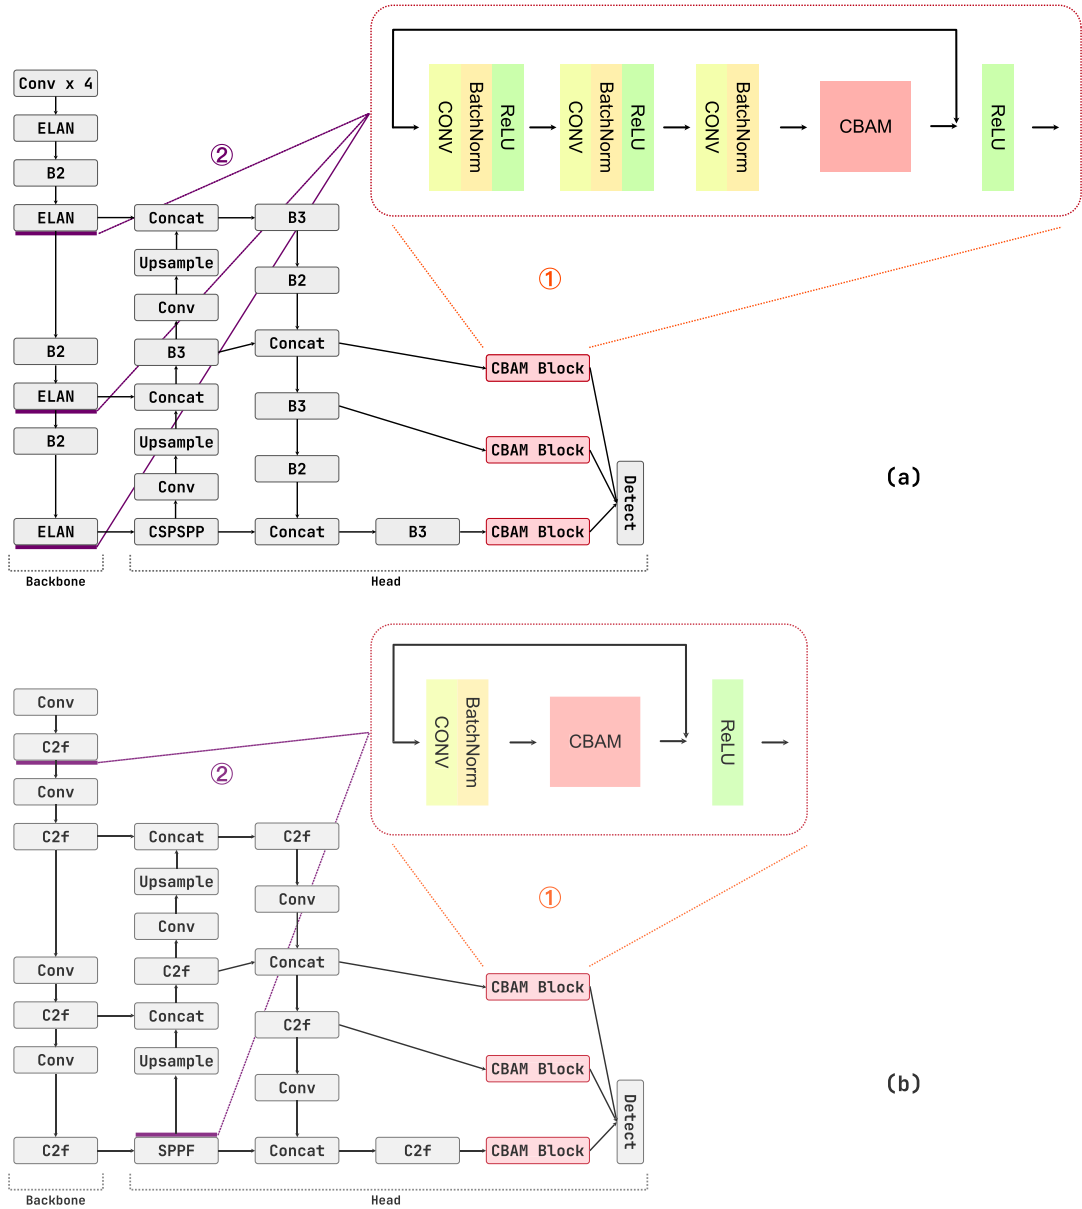 CONV
BatchNorm
ReLU
CONV
BatchNorm
ReLU
CONV
BatchNorm
CBAM
ReLU
Conv x 4
ELAN
②
B2
ELAN
Concat
B3
Upsample
B2
①
Conv
B2
B3
Concat
CBAM Block
ELAN
Concat
B3
B2
Upsample
CBAM Block
B2
(a)
Conv
Detect
ELAN
CSPSPP
Concat
B3
CBAM Block
Backbone
Head
CONV
BatchNorm
CBAM
ReLU
Conv
C2f
②
Conv
C2f
Concat
C2f
Upsample
Conv
①
Conv
Conv
C2f
Concat
CBAM Block
C2f
Concat
C2f
Conv
Upsample
CBAM Block
Conv
(b)
Detect
C2f
SPPF
Concat
C2f
CBAM Block
Backbone
Head